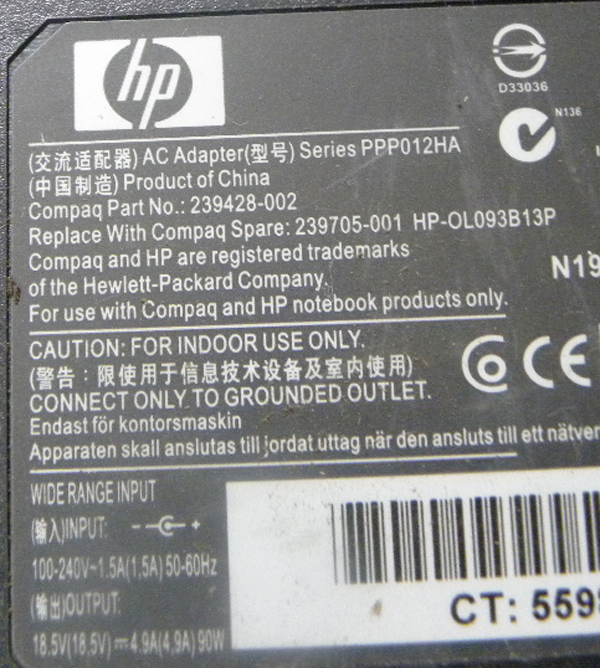 hp
D33036
N136
(交流适配器) AC Adapter(型号) Series PPP012HA
(中国制造) Product of China
Compaq Part No.: 239428-002
Replace With Compaq Spare: 239705-001 HP-OL093B13P
Compaq and HP are registered trademarks
of the Hewlett-Packard Company.
N19
For use with Compaq and HP notebook products only.
CAUTION: FOR INDOOR USE ONLY.
(警告：限使用于信息技术设备及室内使用)
CONNECT ONLY TO GROUNDED OUTLET.
CE
Endast för kontorsmaskin
Apparaten skall anslutas till jordat uttag när den ansluts till ett nätver
WIDE RANGE INPUT
(输入)INPUT: - +
100-240V~1.5A(1,5A) 50-60Hz
(输出)OUTPUT:
18.5V(18.5V) ⎓ 4.9A(4,9A) 90W
CT: 559